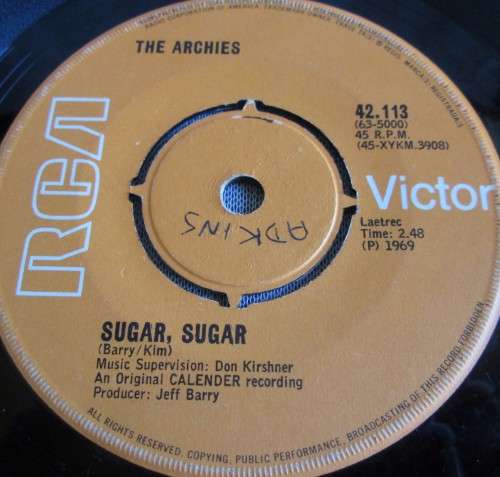 THE ARCHIES
RCA
Victor
42.113
(63-5000)
45 R.P.M.
(45-XYKM.3908)
Laetrec
Time: 2.48
(P) 1969
ADKINS
SUGAR, SUGAR
(Barry/Kim)
Music Supervision: Don Kirshner
An Original CALENDER recording
Producer: Jeff Barry
ALL RIGHTS RESERVED. COPYING, PUBLIC PERFORMANCE, BROADCASTING OF THIS RECORD FORBIDDEN.